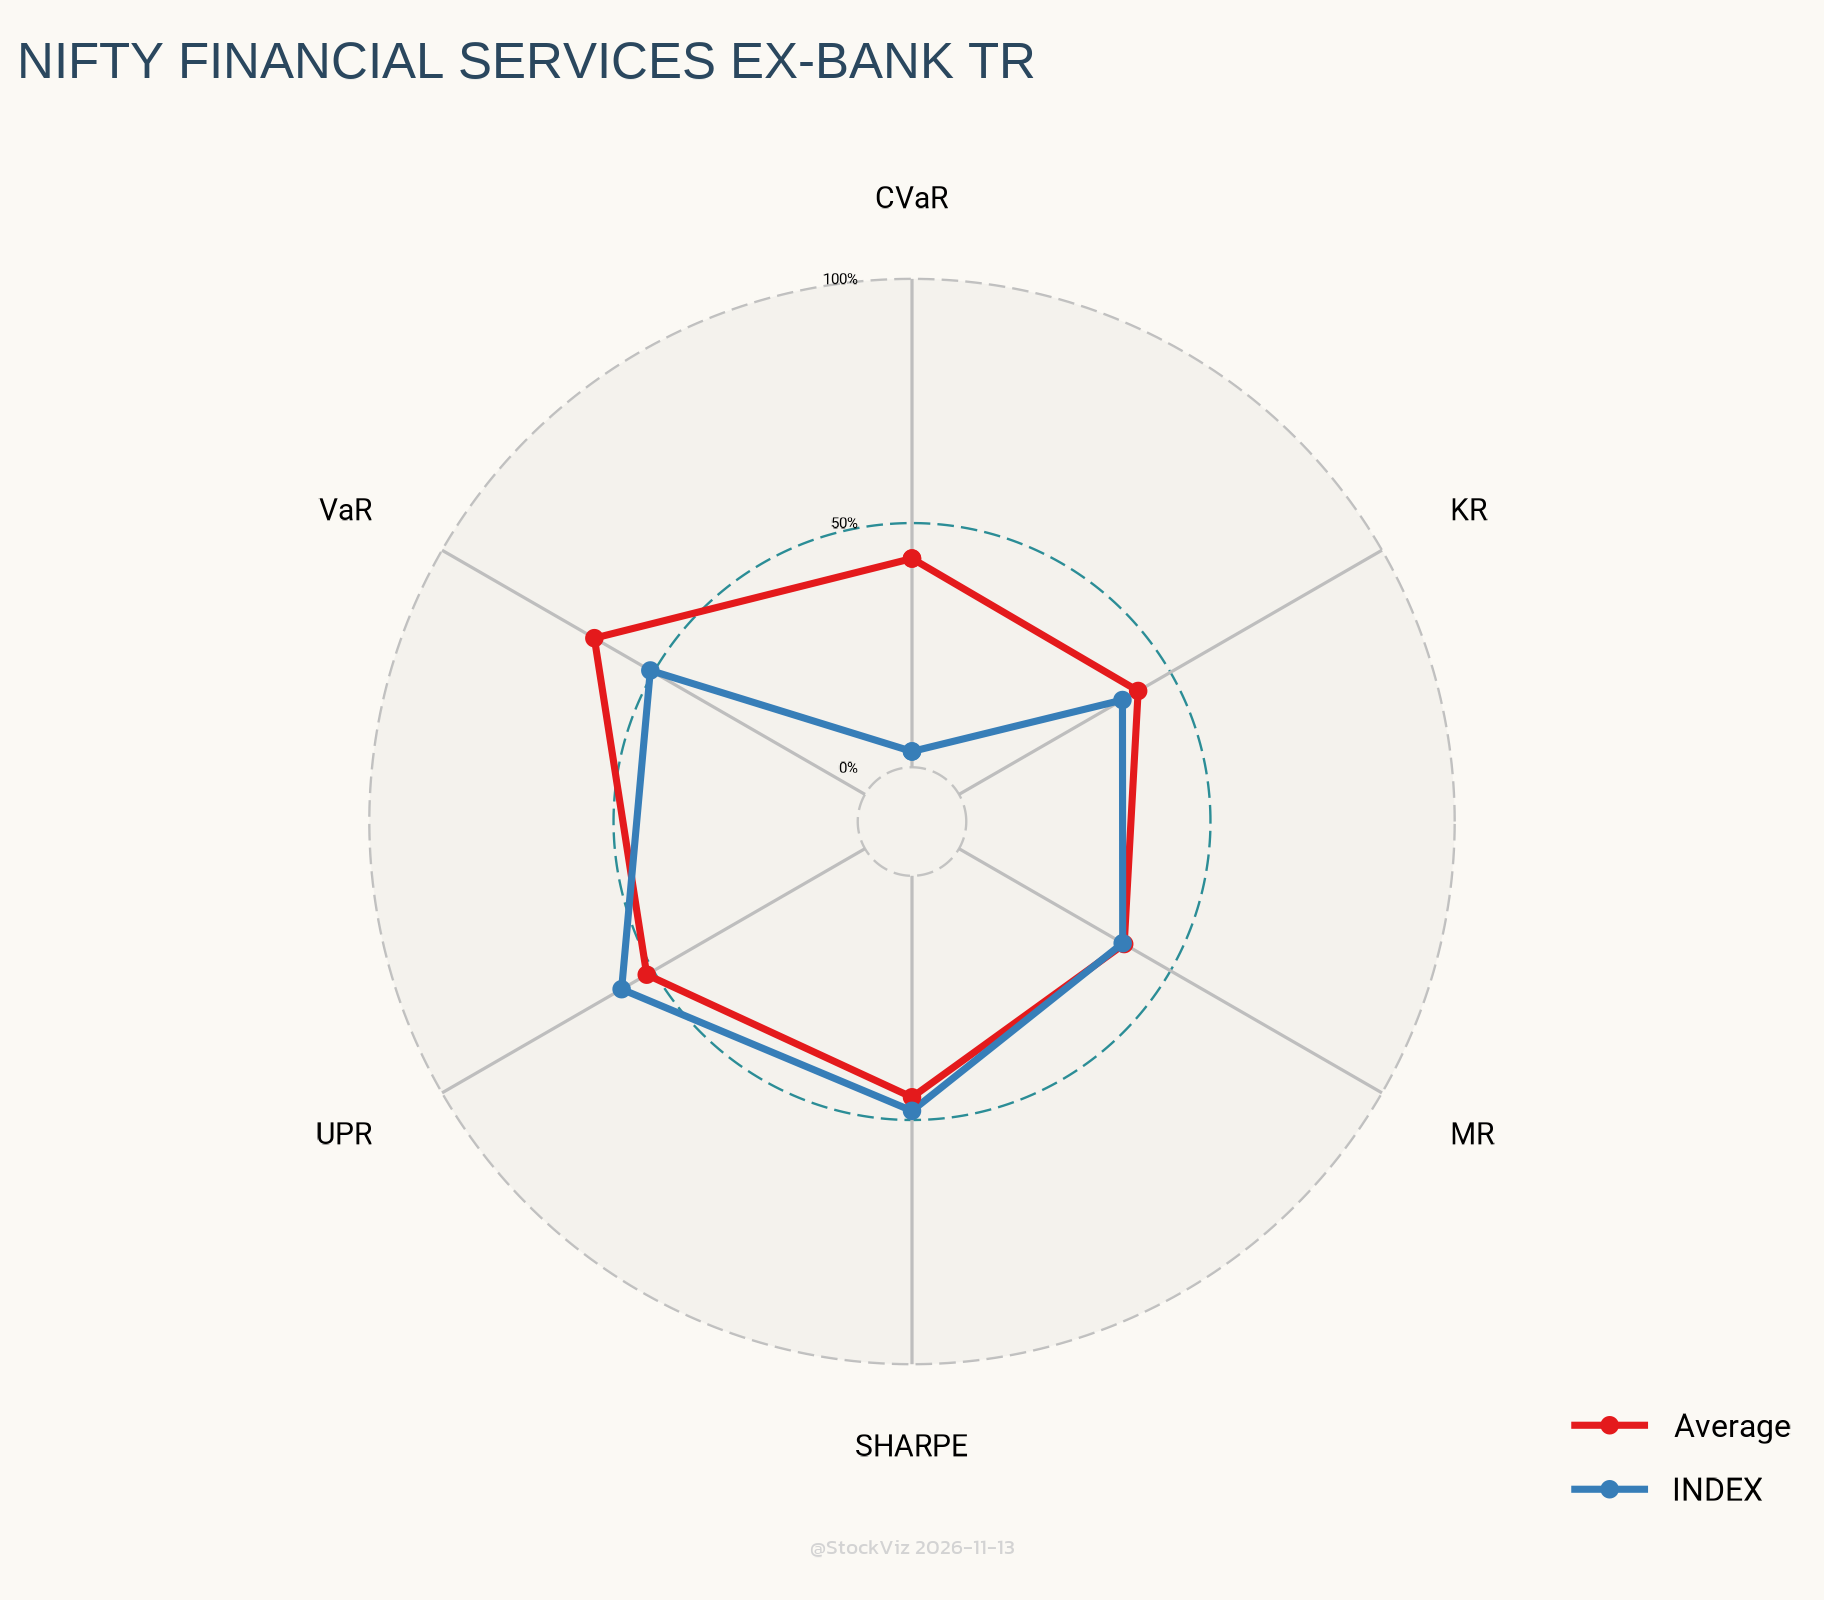 NIFTY FINANCIAL SERVICES EX-BANK TR
CVaR
100%
VaR
KR
50%
0%
UPR
MR
SHARPE
Average
INDEX
@StockViz 2026-11-13